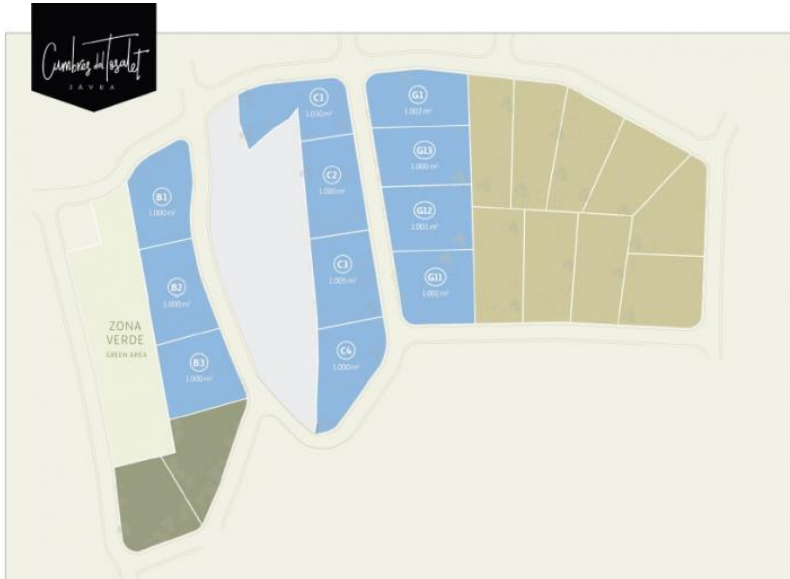 Cumbres del Tosalet
JÁVEA
C1
1.030 m²
G1
1.002 m²
G13
1.000 m²
C2
1.080 m²
B1
1.000 m²
G12
1.001 m²
C3
1.005 m²
G11
1.001 m²
B2
1.000 m²
ZONA
VERDE
GREEN AREA
C4
1.000 m²
B3
1.000 m²